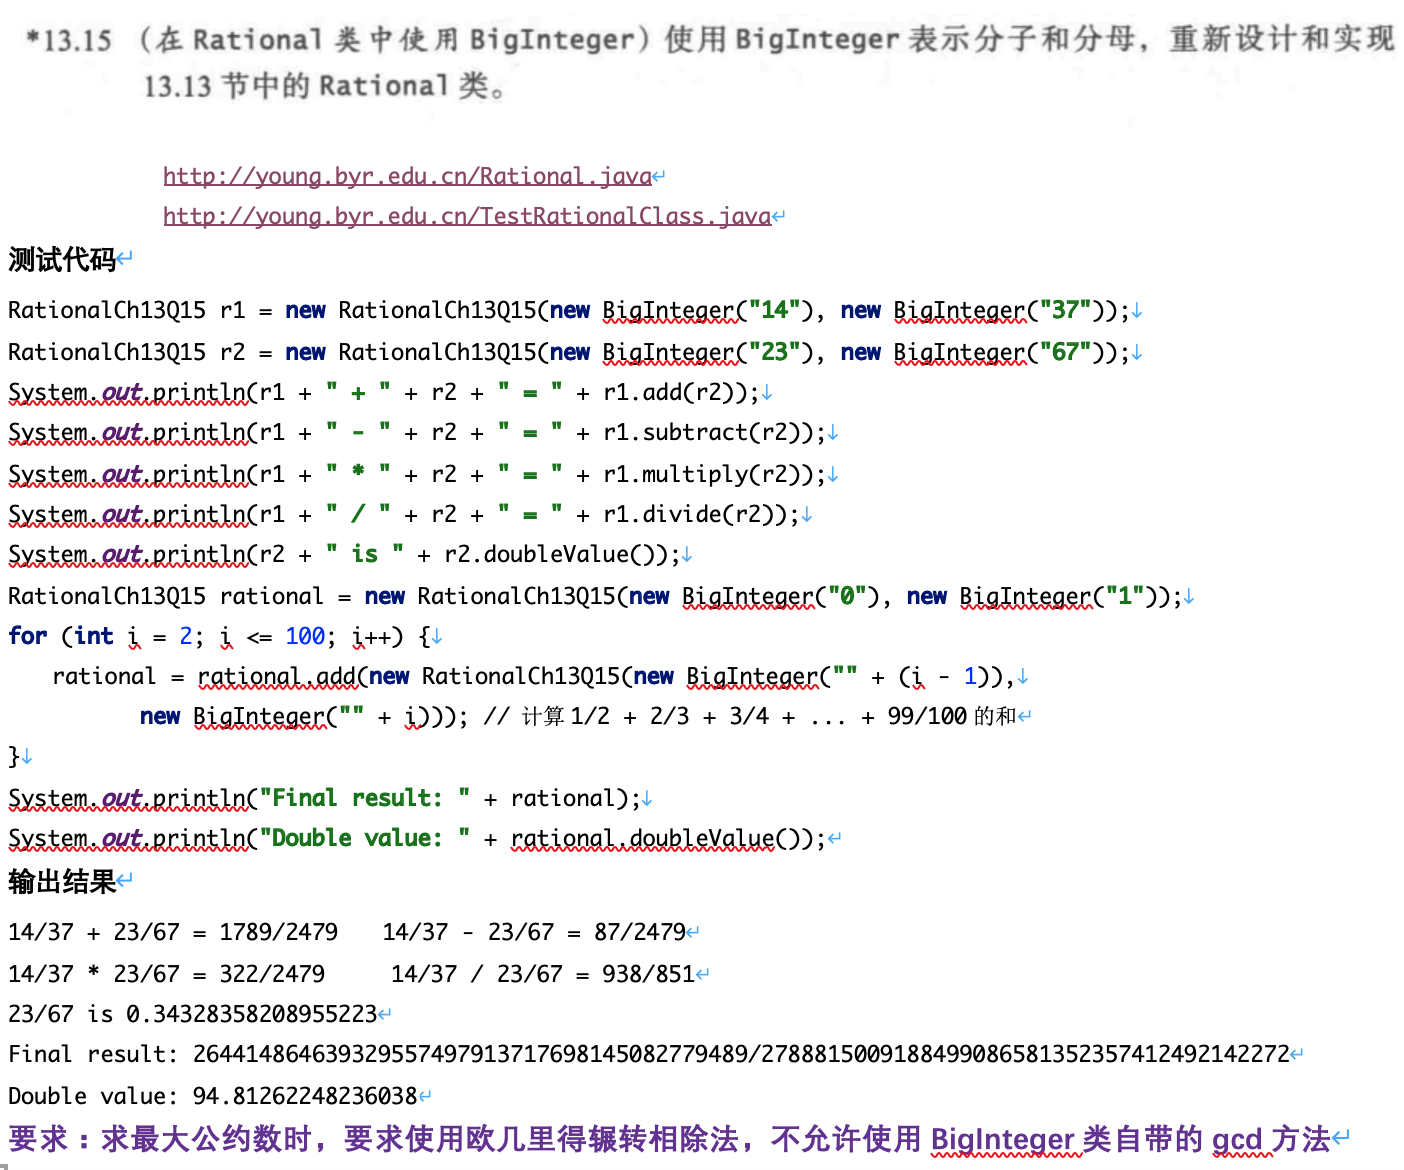 *13.15 （在 Rational 类中使用 BigInteger）使用 BigInteger 表示分子和分母，重新设计和实现
13.13 节中的 Rational 类。
http://young.byr.edu.cn/Rational.java↵
http://young.byr.edu.cn/TestRationalClass.java↵
测试代码↵
RationalCh13Q15 r1 = new RationalCh13Q15(new BigInteger("14"), new BigInteger("37"));↓
RationalCh13Q15 r2 = new RationalCh13Q15(new BigInteger("23"), new BigInteger("67"));↓
System.out.println(r1 + " + " + r2 + " = " + r1.add(r2));↓
System.out.println(r1 + " - " + r2 + " = " + r1.subtract(r2));↓
System.out.println(r1 + " * " + r2 + " = " + r1.multiply(r2));↓
System.out.println(r1 + " / " + r2 + " = " + r1.divide(r2));↓
System.out.println(r2 + " is " + r2.doubleValue());↓
RationalCh13Q15 rational = new RationalCh13Q15(new BigInteger("0"), new BigInteger("1"));↓
for (int i = 2; i <= 100; i++) {↓
rational = rational.add(new RationalCh13Q15(new BigInteger("" + (i - 1)),↓
new BigInteger("" + i))); // 计算 1/2 + 2/3 + 3/4 + ... + 99/100 的和↵
}↓
System.out.println("Final result: " + rational);↓
System.out.println("Double value: " + rational.doubleValue());↵
输出结果↵
14/37 + 23/67 = 1789/2479 14/37 - 23/67 = 87/2479↵
14/37 * 23/67 = 322/2479 14/37 / 23/67 = 938/851↵
23/67 is 0.34328358208955223↵
Final result: 264414864639329557497913717698145082779489/2788815009188499086581352357412492142272↵
Double value: 94.81262248236038↵
要求：求最大公约数时，要求使用欧几里得辗转相除法，不允许使用 BigInteger 类自带的 gcd 方法↵